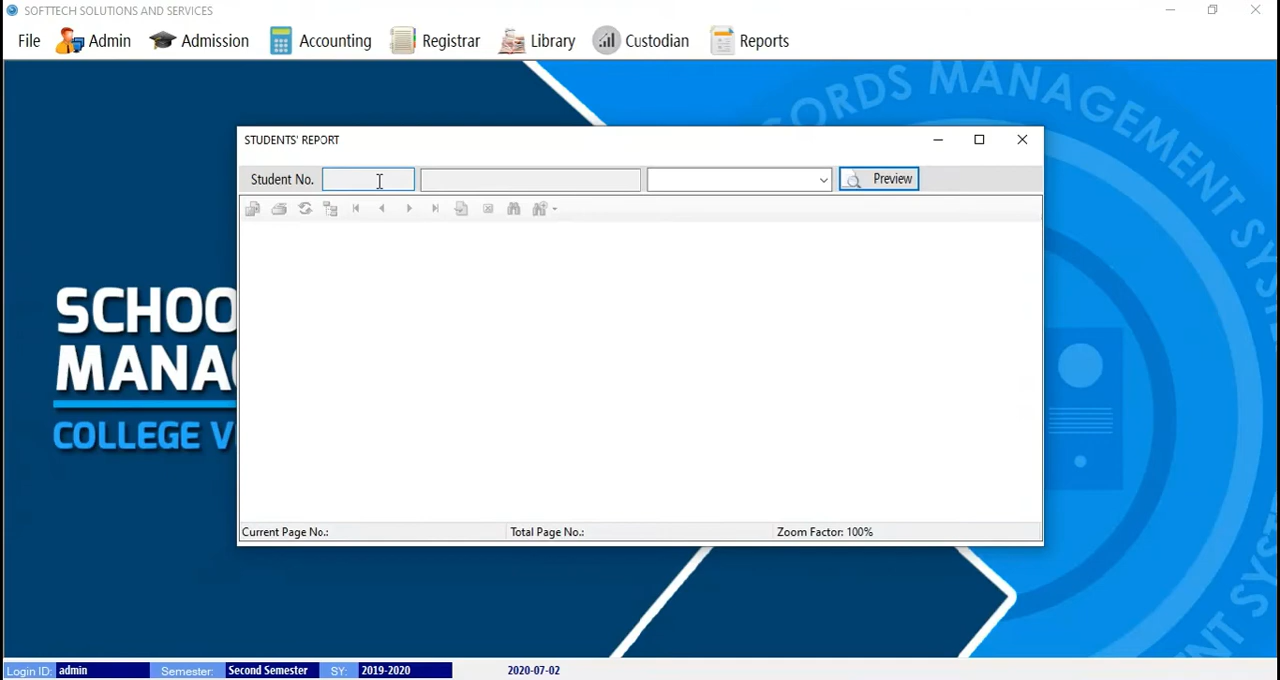 SOFTTECH SOLUTIONS AND SERVICES
File Admin Admission Accounting Registrar Library Custodian Reports
STUDENTS' REPORT
Student No. Preview
SCHOO
MANA
COLLEGE V
CORDS MANAGEMENT SYSTEM
Current Page No.: Total Page No.: Zoom Factor: 100%
Login ID: admin Semester: Second Semester SY: 2019-2020 2020-07-02